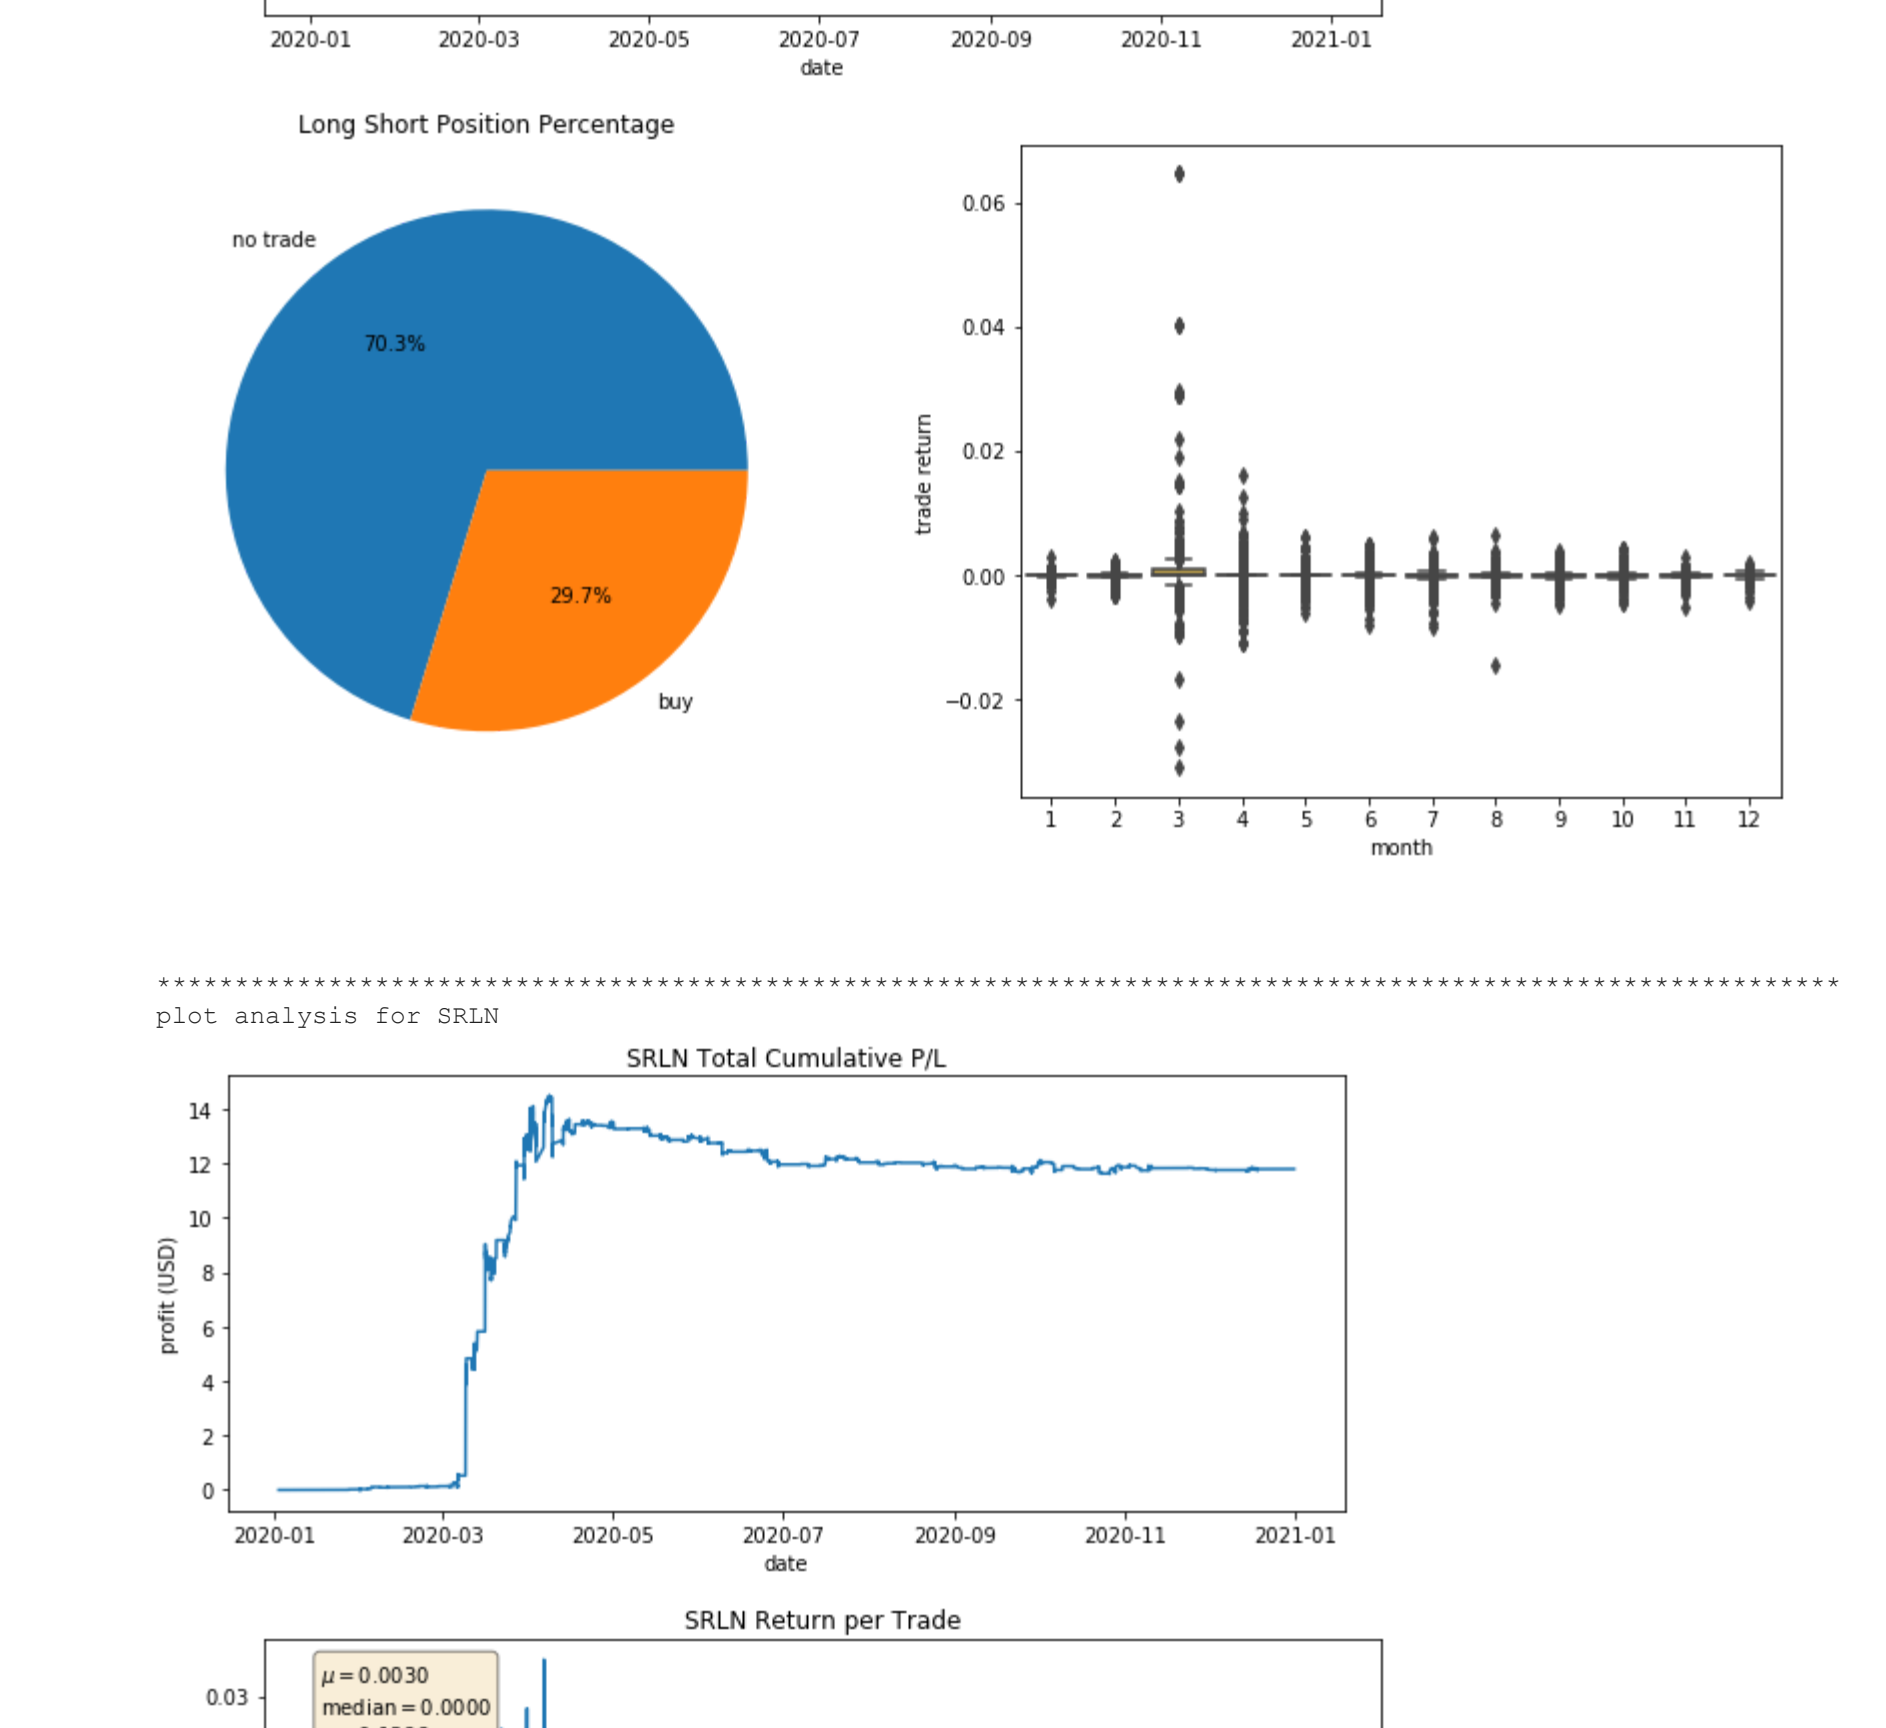 2020-01 2020-03 2020-05 2020-07 2020-09 2020-11 2021-01
date
Long Short Position Percentage
no trade
70.3%
29.7%
buy
0.06
0.04
0.02
0.00
−0.02
trade return
1 2 3 4 5 6 7 8 9 10 11 12
month
************************************************************************************************************
plot analysis for SRLN
SRLN Total Cumulative P/L
14
12
10
8
6
4
2
0
profit (USD)
2020-01 2020-03 2020-05 2020-07 2020-09 2020-11 2021-01
date
SRLN Return per Trade
μ = 0.0030
median = 0.0000
0.03